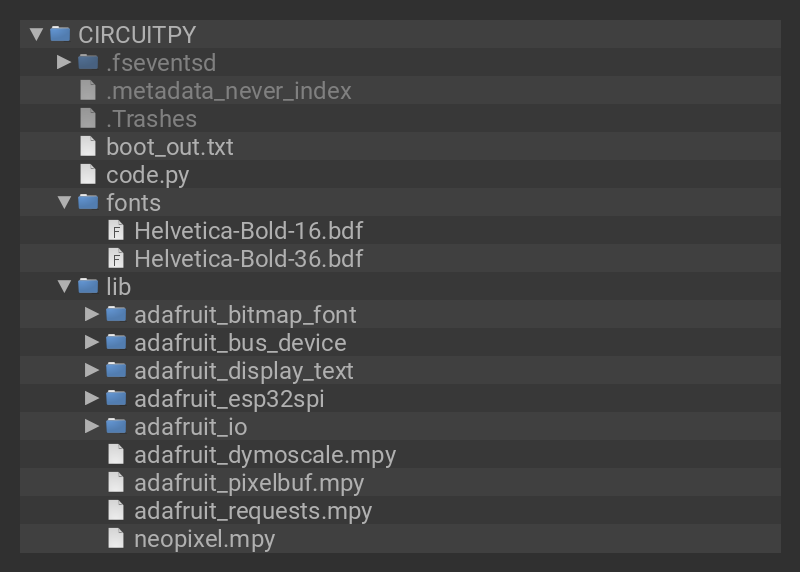 CIRCUITPY
.fseventsd
.metadata_never_index
.Trashes
boot_out.txt
code.py
fonts
Helvetica-Bold-16.bdf
Helvetica-Bold-36.bdf
lib
adafruit_bitmap_font
adafruit_bus_device
adafruit_display_text
adafruit_esp32spi
adafruit_io
adafruit_dymoscale.mpy
adafruit_pixelbuf.mpy
adafruit_requests.mpy
neopixel.mpy